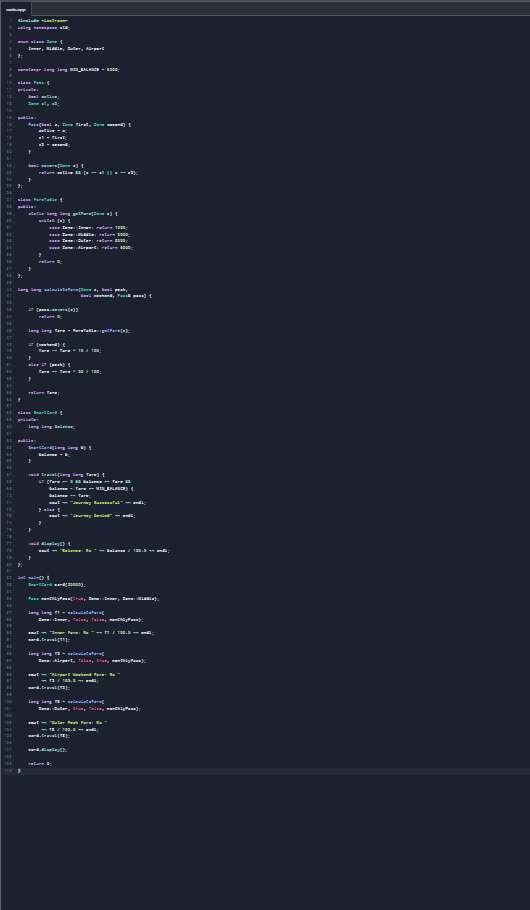 main.cpp
#include <iostream>
using namespace std;
enum class Zone {
Inner, Middle, Outer, Airport
};
constexpr long long MIN_BALANCE = 5000;
class Pass {
private:
bool active;
Zone z1, z2;
public:
Pass(bool a, Zone first, Zone second) {
active = a;
z1 = first;
z2 = second;
}
bool covers(Zone z) {
return active && (z == z1 || z == z2);
}
};
class FareTable {
public:
static long long getFare(Zone z) {
switch (z) {
case Zone::Inner: return
case Zone::Middle: return
case Zone::Outer: return
case Zone::Airport: return
}
return 0;
}
};
long long calculateFare(Zone z, bool peak,
bool weekend, Pass& pass) {
if (pass.covers(z))
return 0;
long long fare = FareTable::getFare(z);
if (weekend) {
fare -= fare * 10 / 100;
}
else if (peak) {
fare += fare * 20 / 100;
}
return fare;
}
class SmartCard {
private:
long long balance;
public:
SmartCard(long long b) {
balance = b;
}
void travel(long long fare) {
if (fare >= 0 && balance >= fare &&
balance - fare >= MIN_BALANCE) {
balance -= fare;
cout << "Journey Successful" << endl;
} else {
cout << "Journey Denied" << endl;
}
}
void display() {
cout << "Balance: Rs " << balance / 100.0 << endl;
}
};
int main() {
SmartCard card(
Pass monthlyPass(true, Zone::Inner, Zone::Middle);
long long f1 = calculateFare(
Zone::Inner, false, false, monthlyPass);
cout << "Inner Fare: Rs " << f1 / 100.0 << endl;
card.travel(f1);
long long f2 = calculateFare(
Zone::Airport, false, true, monthlyPass);
cout << "Airport Weekend Fare: Rs "
<< f2 / 100.0 << endl;
card.travel(f2);
long long f3 = calculateFare(
Zone::Outer, true, false, monthlyPass);
cout << "Outer Peak Fare: Rs "
<< f3 / 100.0 << endl;
card.travel(f3);
card.display();
return 0;
}